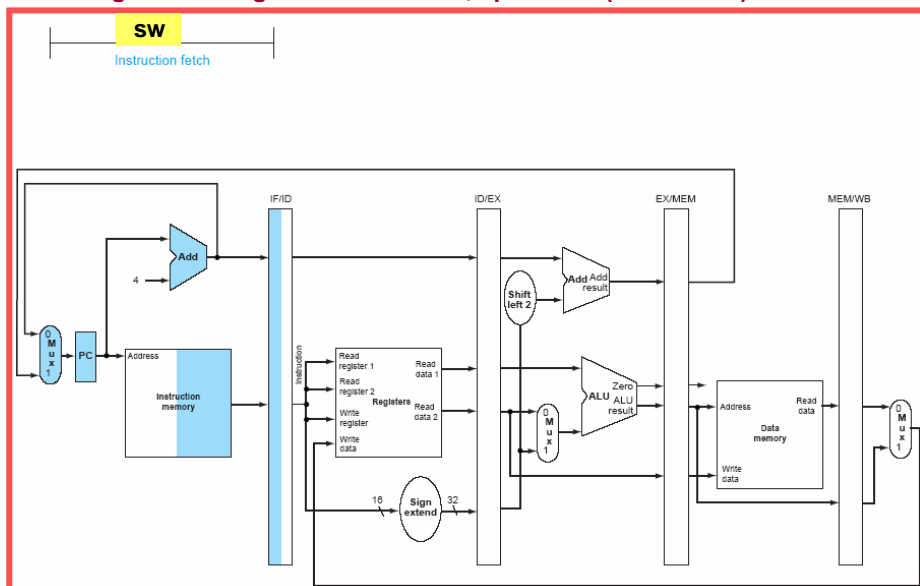 SW
Instruction fetch
IF/ID
ID/EX
EX/MEM
MEM/WB
Add
4
Shift
left 2
Add
Add
result
0
M
u
x
1
PC
Address
Instruction
memory
Instruction
Read
register 1
Read
register 2
Write
register
Write
data
Registers
Read
data 1
Read
data 2
0
M
u
x
1
Zero
ALU
ALU
result
Address
Read
data
Data
memory
Write
data
0
M
u
x
1
16
Sign
extend
32